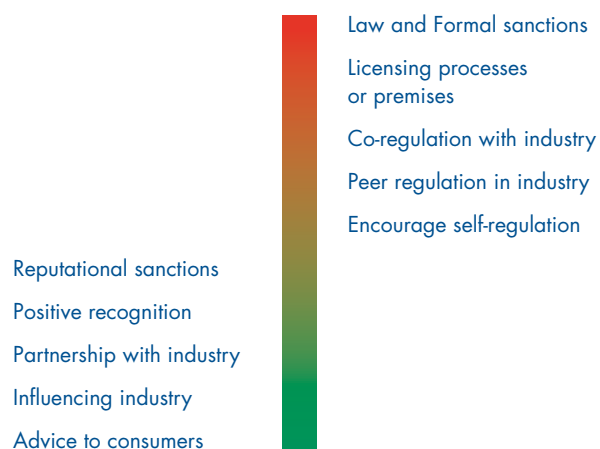 Law and Formal sanctions
Licensing processes
or premises
Co-regulation with industry
Peer regulation in industry
Encourage self-regulation
Reputational sanctions
Positive recognition
Partnership with industry
Influencing industry
Advice to consumers